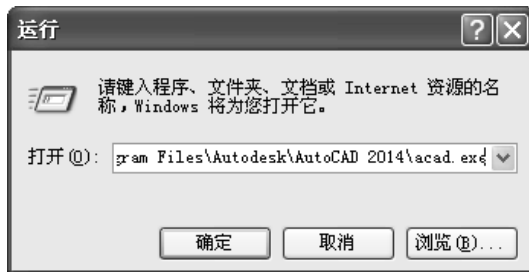 运行
请键入程序、文件夹、文档或 Internet 资源的名
称，Windows 将为您打开它。
打开(O): gram Files\Autodesk\AutoCAD 2014\acad.exe
确定 取消 浏览(B)...